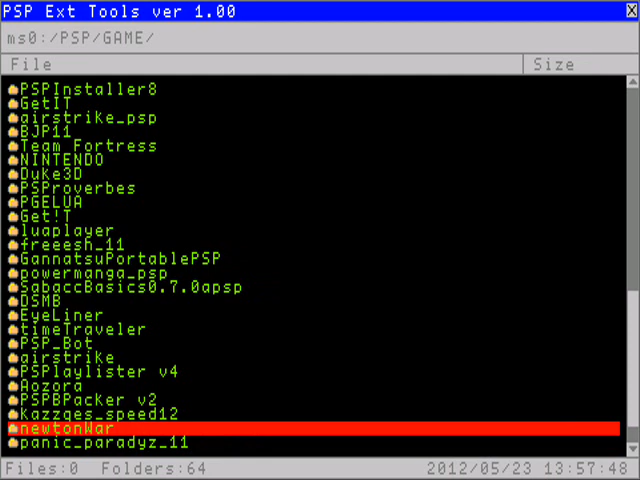 PSP Ext Tools ver 1.00
ms0:/PSP/GAME/
File Size
PSPInstaller8
GetIT
airstrike_psp
BJP11
Team Fortress
NINTENDO
Duke3D
PSProverbes
PGELUA
Get!T
luaplayer
freeesh_11
GannatsuPortablePSP
powermanga_psp
SabaccBasics0.7.0apsp
DSMB
EyeLiner
timeTraveler
PSP_Bot
airstrike
PSPlaylister v4
Aozora
PSPBPacker v2
kazzges_speed12
newtonWar
panic_paradyz_11
Files:0 Folders:64 2012/05/23 13:57:48